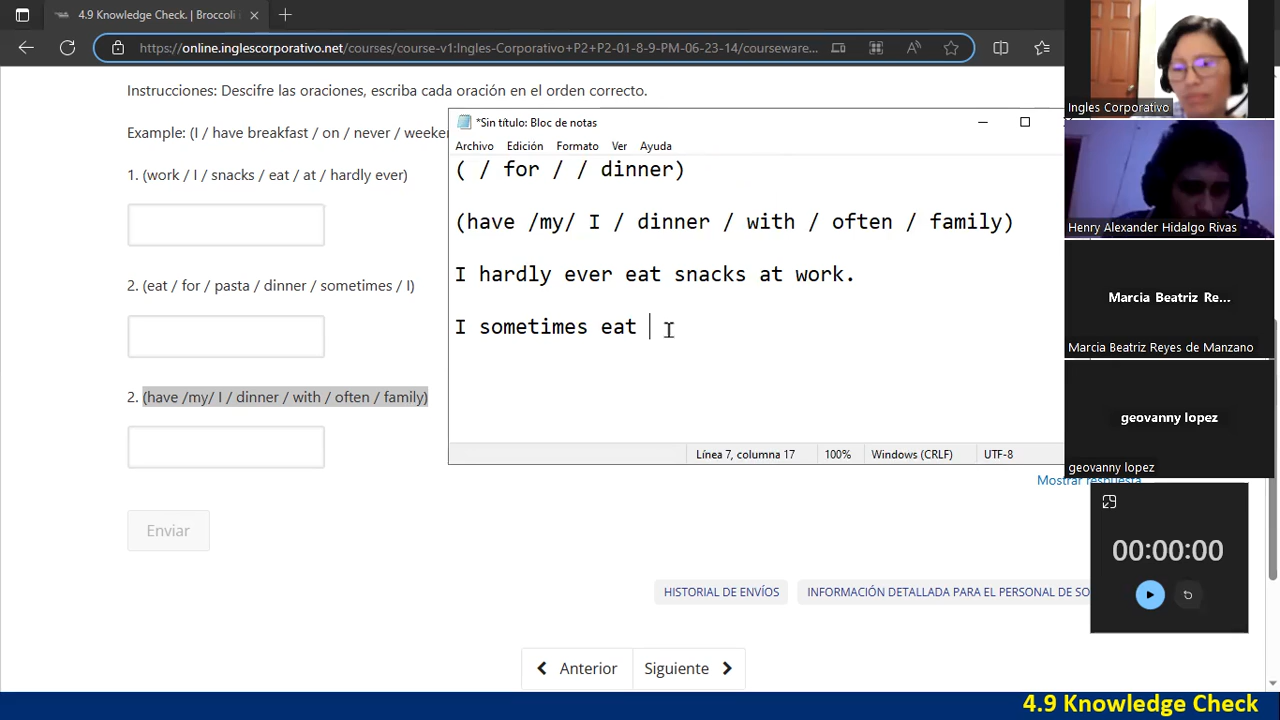 4.9 Knowledge Check. | Broccoli
https://online.inglescorporativo.net/courses/course-v1:Ingles-Corporativo+P2+P2-01-8-9-PM-06-23-14/courseware...
Instrucciones: Descifre las oraciones, escriba cada oración en el orden correcto.
Example: (I / have breakfast / on / never / weeken
1. (work / I / snacks / eat / at / hardly ever)
2. (eat / for / pasta / dinner / sometimes / I)
2. (have /my/ I / dinner / with / often / family)
Enviar
*Sin título: Bloc de notas
Archivo Edición Formato Ver Ayuda
( / for / / dinner)
(have /my/ I / dinner / with / often / family)
I hardly ever eat snacks at work.
I sometimes eat
Línea 7, columna 17 100% Windows (CRLF) UTF-8
Mostrar respuesta
HISTORIAL DE ENVÍOS INFORMACIÓN DETALLADA PARA EL PERSONAL DE SO
Anterior Siguiente
Ingles Corporativo
Henry Alexander Hidalgo Rivas
Marcia Beatriz Re...
Marcia Beatriz Reyes de Manzano
geovanny lopez
geovanny lopez
00:00:00
4.9 Knowledge Check